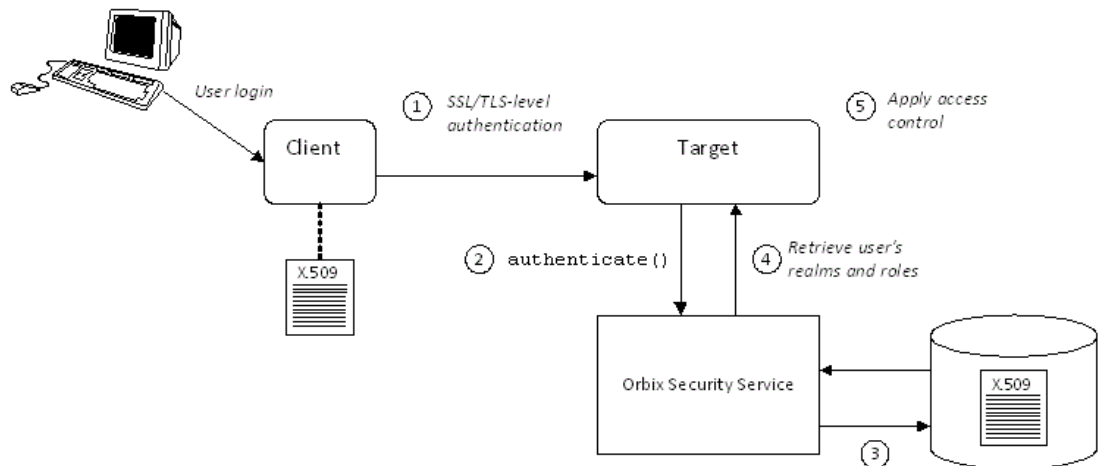 User login
1
SSL/TLS-level
authentication
5
Apply access
control
Client
Target
2
authenticate()
4
Retrieve user's
realms and roles
X.509
Orbix Security Service
X.509
3